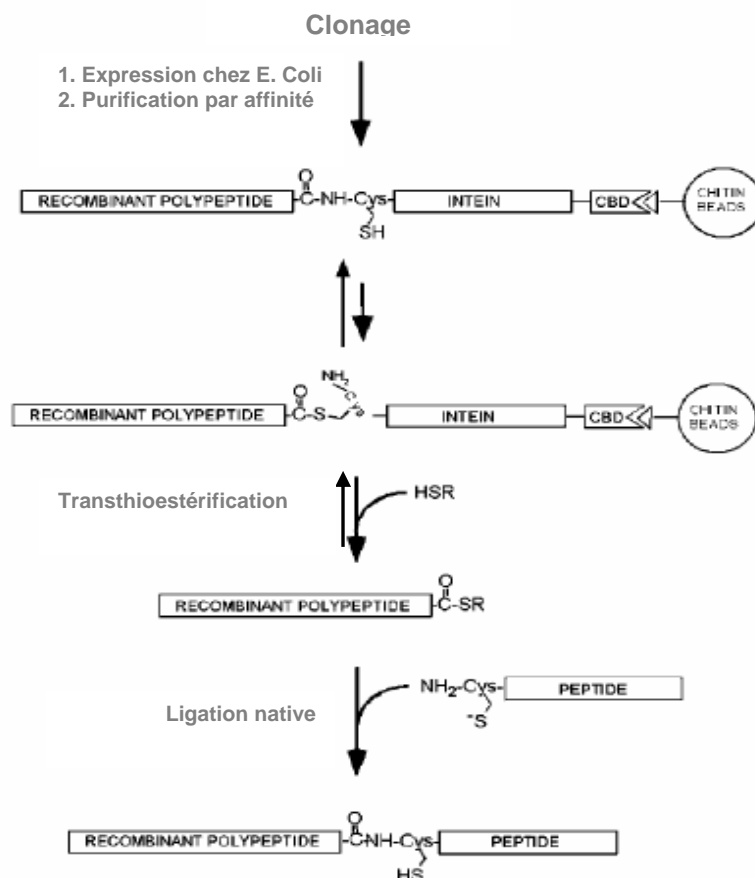 Clonage
1. Expression chez E. Coli
2. Purification par affinité
RECOMBINANT POLYPEPTIDE
O
C-NH-Cys-
SH
INTEIN
CBD
CHITIN
BEADS
RECOMBINANT POLYPEPTIDE
O
C-S
NH2
Cys
INTEIN
CBD
CHITIN
BEADS
Transthioestérification
HSR
RECOMBINANT POLYPEPTIDE
O
C-SR
Ligation native
NH2-Cys-
-S
PEPTIDE
RECOMBINANT POLYPEPTIDE
O
CNH-Cys-
HS
PEPTIDE